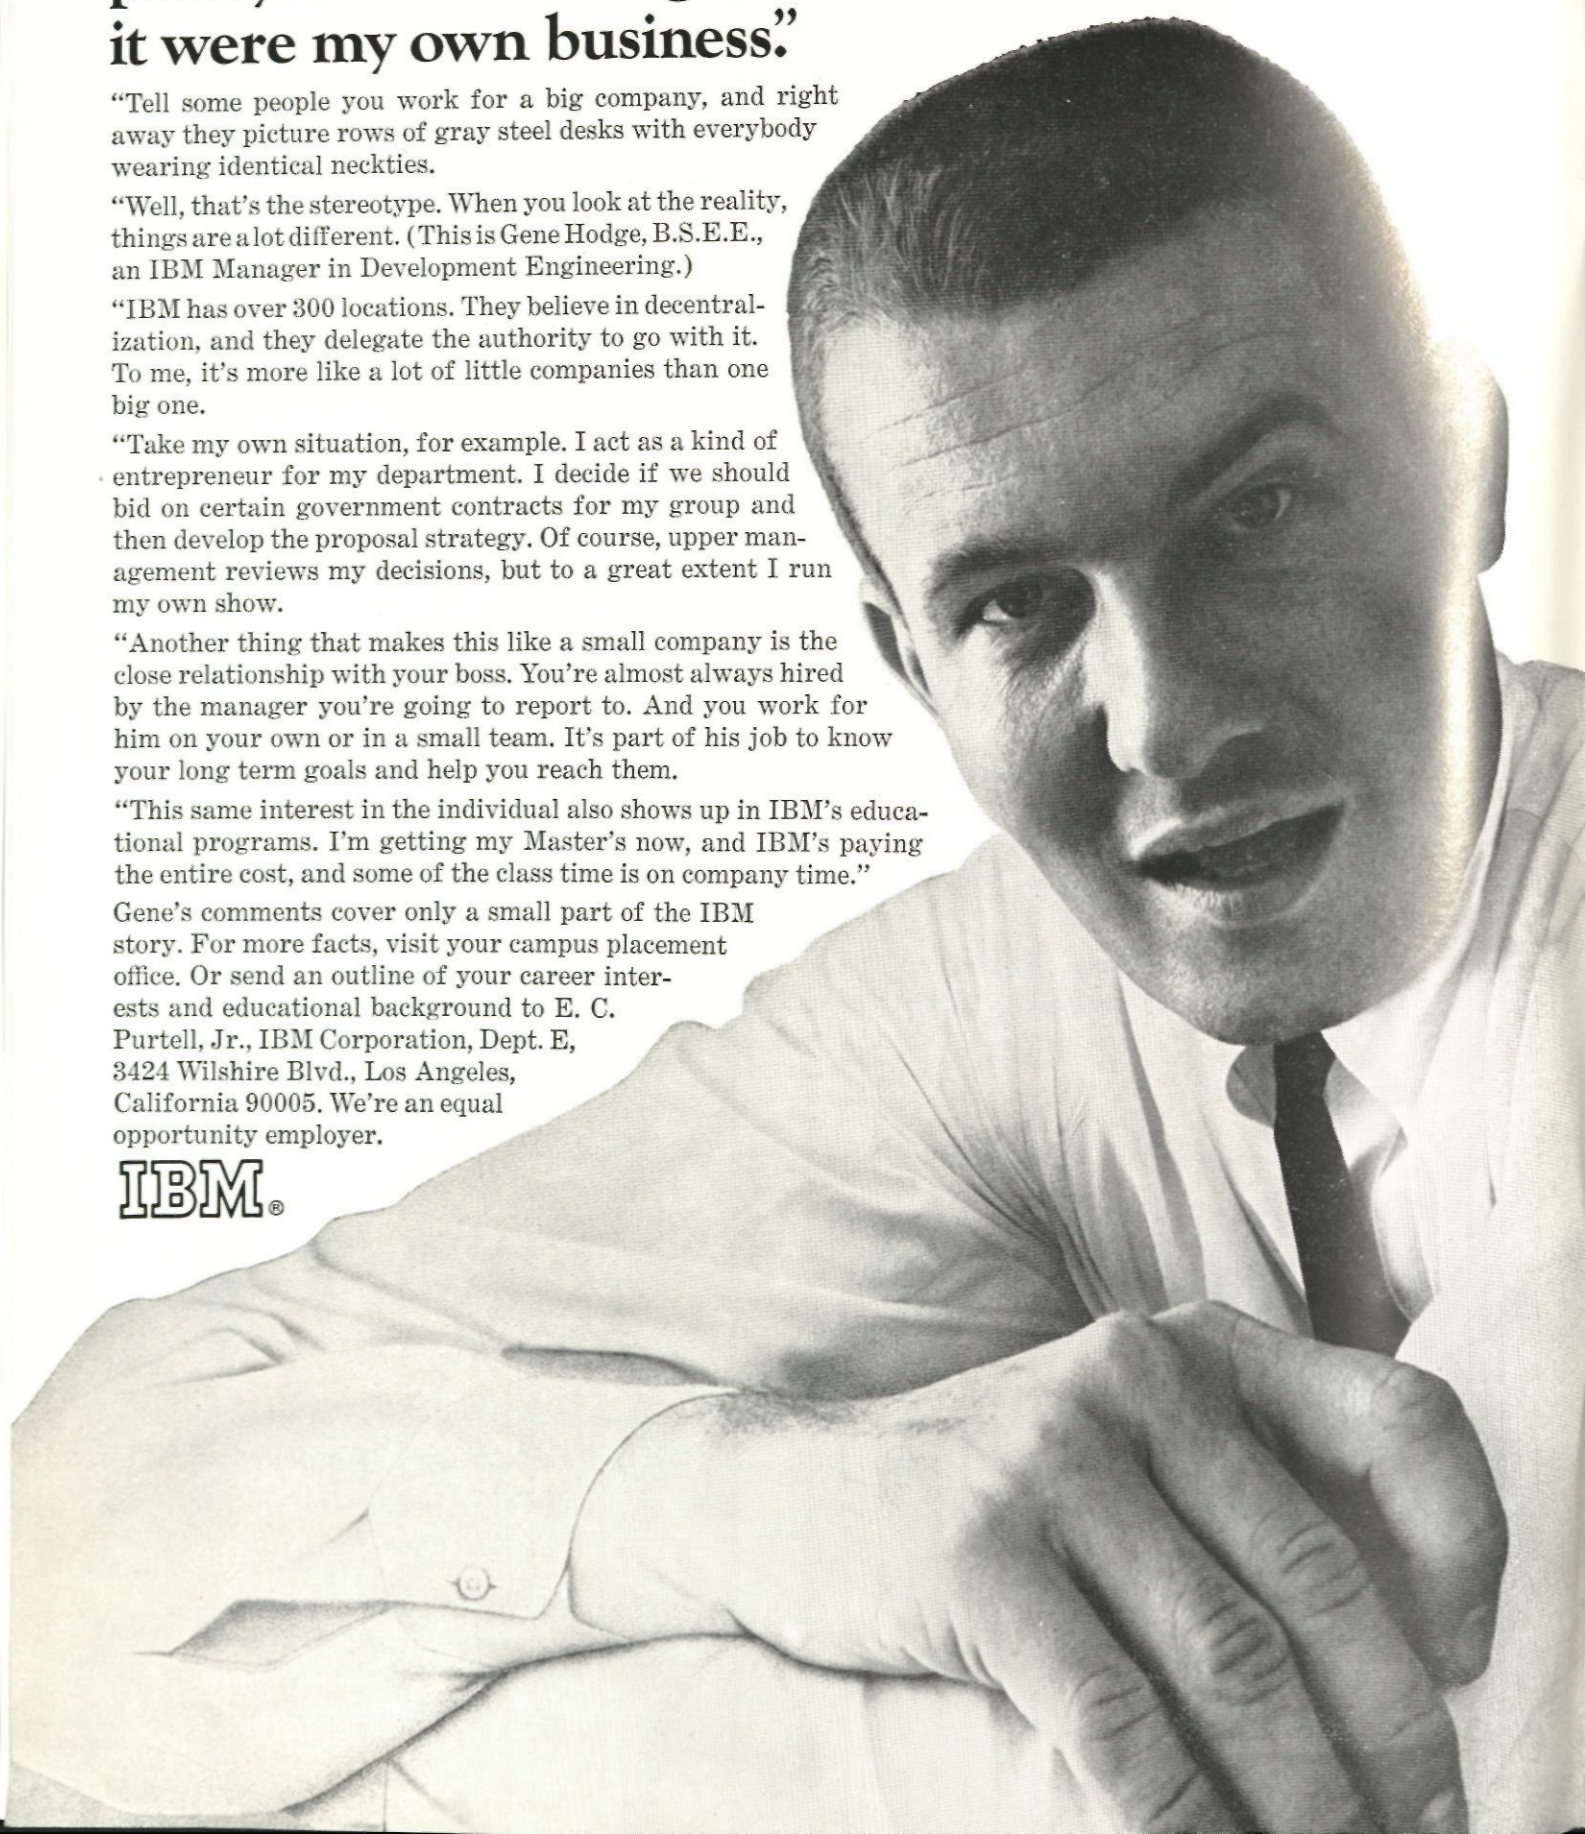 it were my own business.”
“Tell some people you work for a big company, and right
away they picture rows of gray steel desks with everybody
wearing identical neckties.
“Well, that’s the stereotype. When you look at the reality,
things are a lot different. (This is Gene Hodge, B.S.E.E.,
an IBM Manager in Development Engineering.)
“IBM has over 300 locations. They believe in decentral-
ization, and they delegate the authority to go with it.
To me, it’s more like a lot of little companies than one
big one.
“Take my own situation, for example. I act as a kind of
entrepreneur for my department. I decide if we should
bid on certain government contracts for my group and
then develop the proposal strategy. Of course, upper man-
agement reviews my decisions, but to a great extent I run
my own show.
“Another thing that makes this like a small company is the
close relationship with your boss. You’re almost always hired
by the manager you’re going to report to. And you work for
him on your own or in a small team. It’s part of his job to know
your long term goals and help you reach them.
“This same interest in the individual also shows up in IBM’s educa-
tional programs. I’m getting my Master’s now, and IBM’s paying
the entire cost, and some of the class time is on company time.”
Gene’s comments cover only a small part of the IBM
story. For more facts, visit your campus placement
office. Or send an outline of your career inter-
ests and educational background to E. C.
Purtell, Jr., IBM Corporation, Dept. E,
3424 Wilshire Blvd., Los Angeles,
California 90005. We’re an equal
opportunity employer.
IBM®